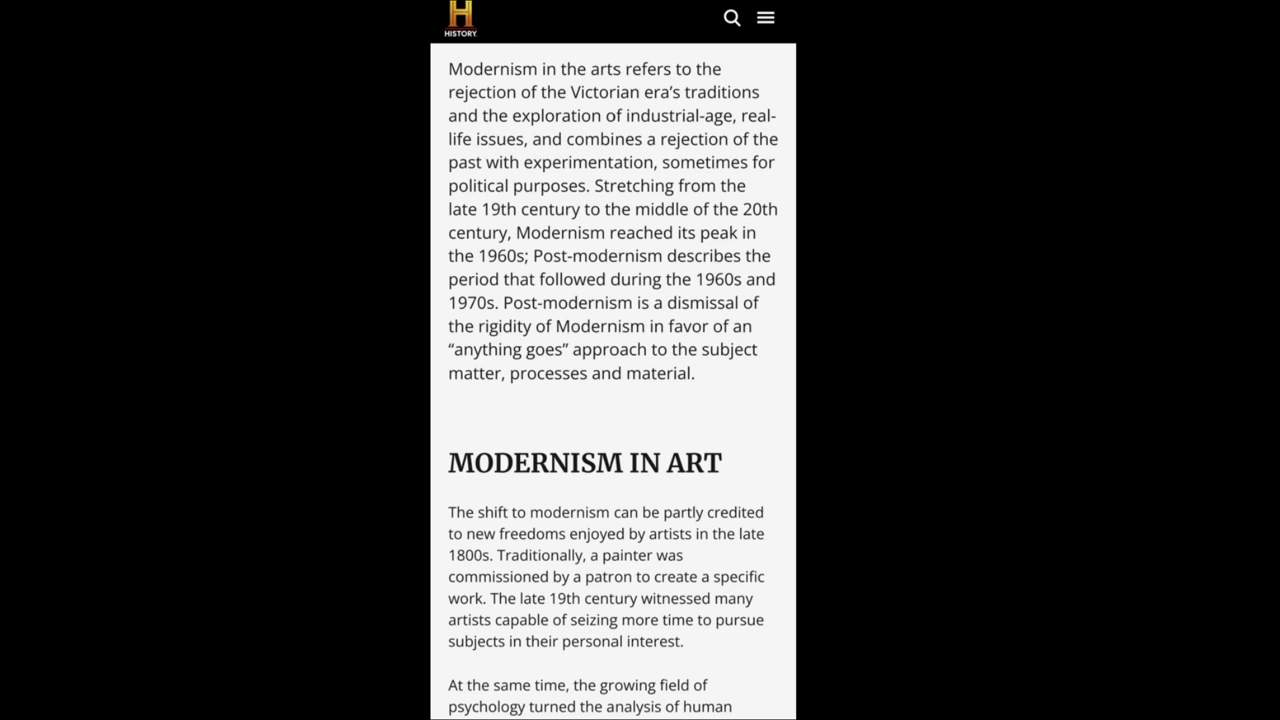 H
HISTORY
Modernism in the arts refers to the
rejection of the Victorian era’s traditions
and the exploration of industrial-age, real-
life issues, and combines a rejection of the
past with experimentation, sometimes for
political purposes. Stretching from the
late 19th century to the middle of the 20th
century, Modernism reached its peak in
the 1960s; Post-modernism describes the
period that followed during the 1960s and
1970s. Post-modernism is a dismissal of
the rigidity of Modernism in favor of an
“anything goes” approach to the subject
matter, processes and material.
MODERNISM IN ART
The shift to modernism can be partly credited
to new freedoms enjoyed by artists in the late
1800s. Traditionally, a painter was
commissioned by a patron to create a specific
work. The late 19th century witnessed many
artists capable of seizing more time to pursue
subjects in their personal interest.
At the same time, the growing field of
psychology turned the analysis of human